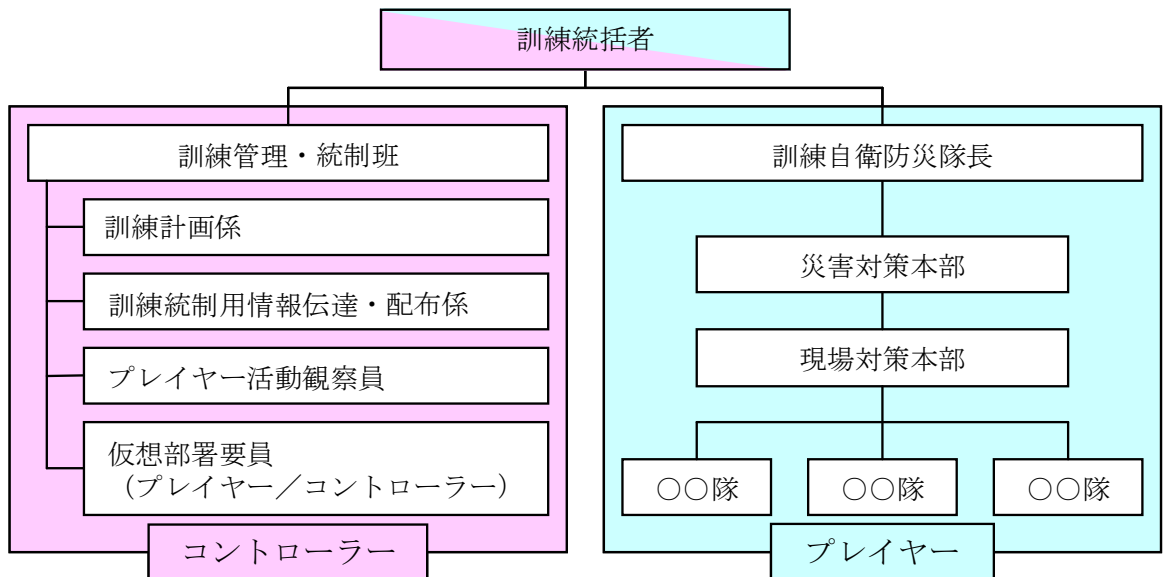 訓練統括者
訓練管理・統制班
訓練計画係
訓練統制用情報伝達・配布係
プレイヤー活動観察員
仮想部署要員
（プレイヤー／コントローラー）
コントローラー
訓練自衛防災隊長
災害対策本部
現場対策本部
○○隊
○○隊
○○隊
プレイヤー